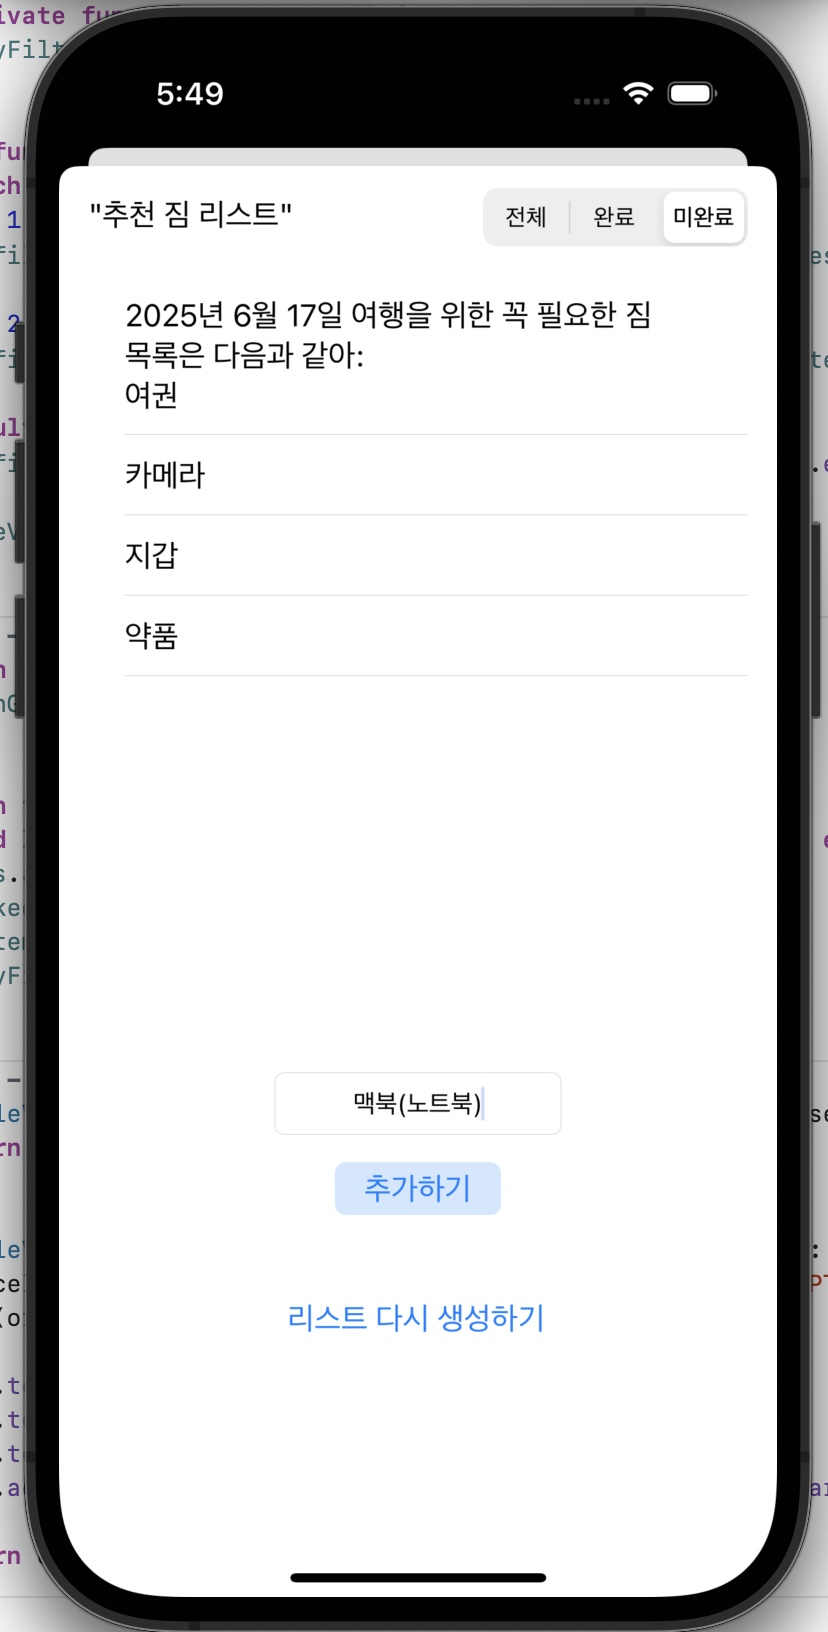 5:49
"추천 짐 리스트"
전체
완료
미완료
2025년 6월 17일 여행을 위한 꼭 필요한 짐
목록은 다음과 같아:
여권
카메라
지갑
약품
맥북(노트북)
추가하기
리스트 다시 생성하기